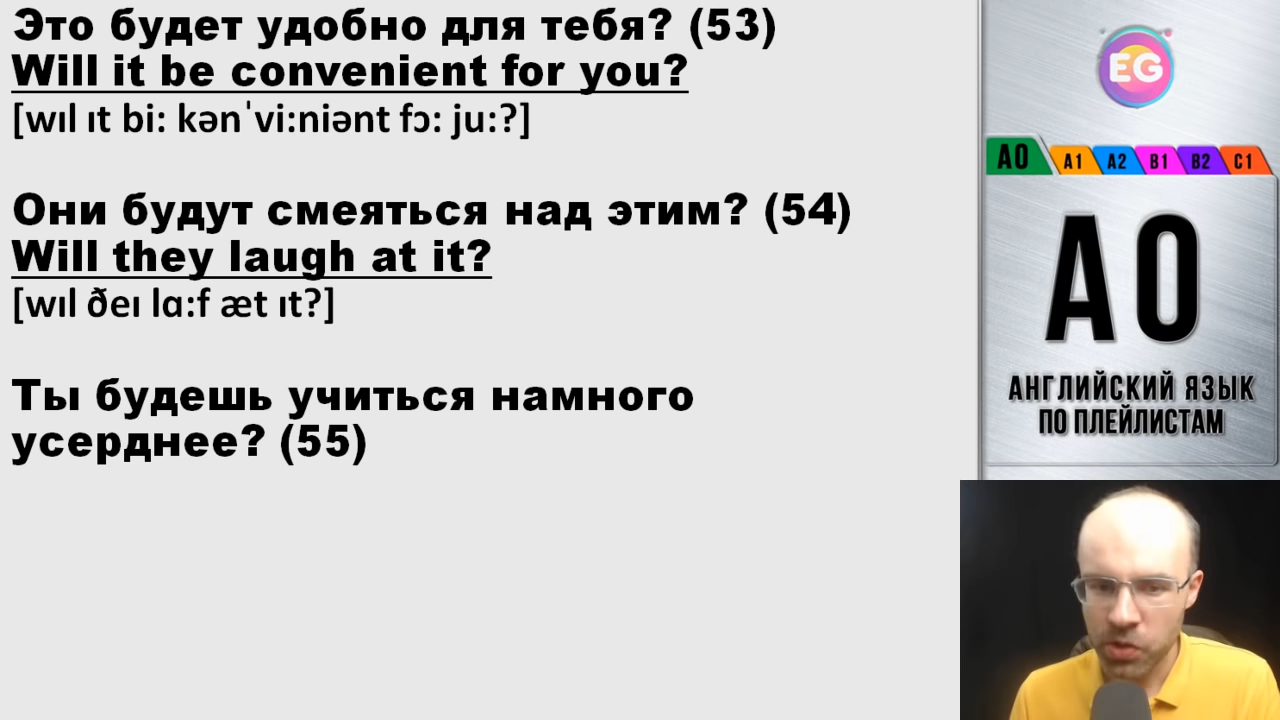 Это будет удобно для тебя? (53)
Will it be convenient for you?
[wɪl ɪt bi: kənˈvi:niənt fɔ: ju:?]
Они будут смеяться над этим? (54)
Will they laugh at it?
[wɪl ðeɪ lɑ:f æt ɪt?]
Ты будешь учиться намного
усерднее? (55)
EG
A0 A1 A2 B1 B2 C1
A0
АНГЛИЙСКИЙ ЯЗЫК
ПО ПЛЕЙЛИСТАМ